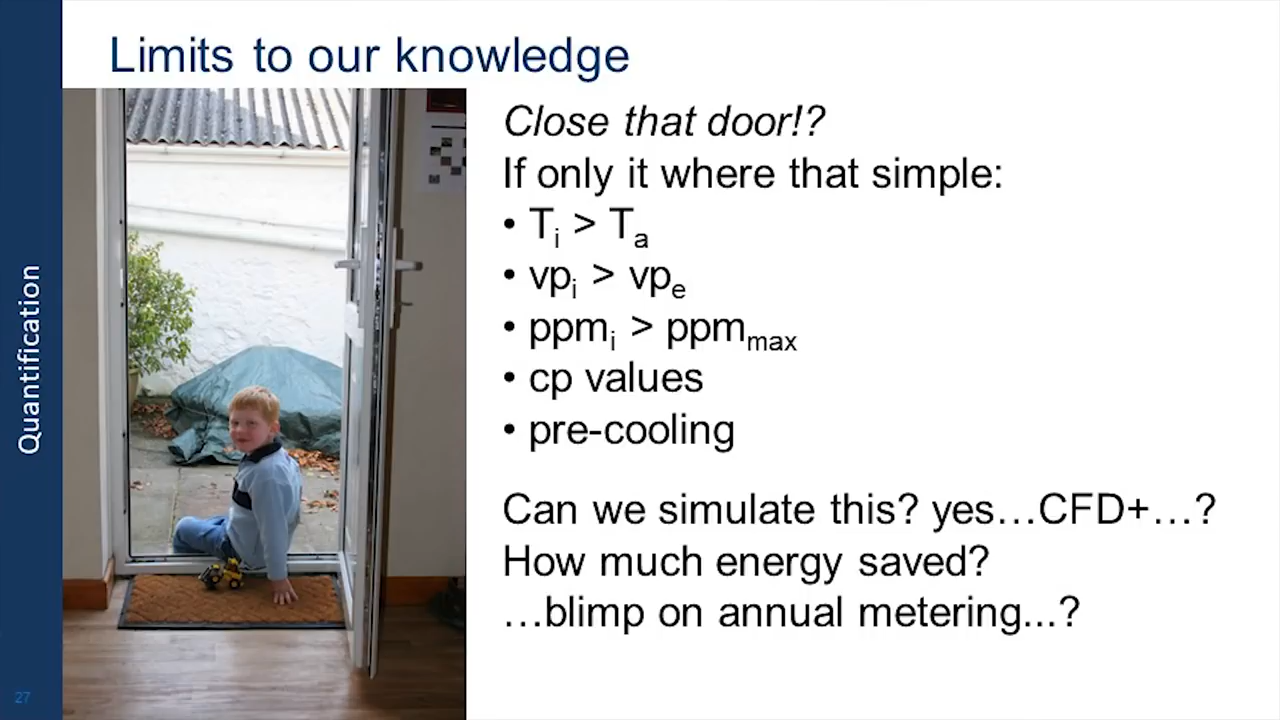 Limits to our knowledge
Quantification
Close that door!?
If only it where that simple:
• Tᵢ > Tₐ
• vpᵢ > vpₑ
• ppmᵢ > ppmₘₐₓ
• cp values
• pre-cooling
Can we simulate this? yes…CFD+…?
How much energy saved?
…blimp on annual metering...?
27